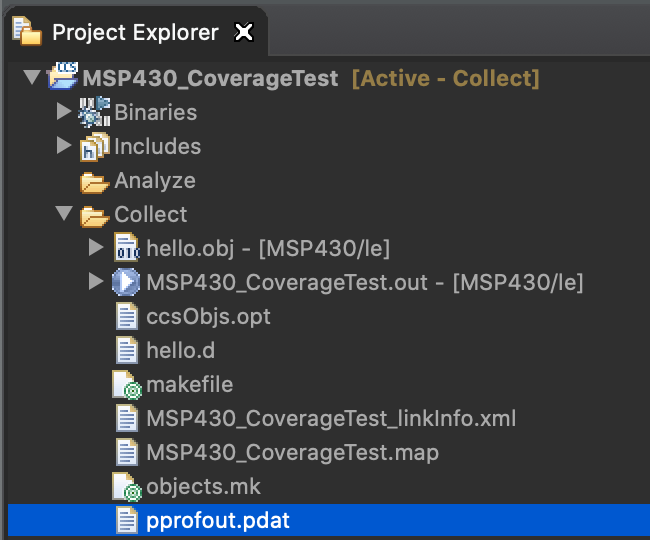 Project Explorer
MSP430_CoverageTest [Active - Collect]
Binaries
Includes
Analyze
Collect
hello.obj - [MSP430/le]
MSP430_CoverageTest.out - [MSP430/le]
ccsObjs.opt
hello.d
makefile
MSP430_CoverageTest_linkInfo.xml
MSP430_CoverageTest.map
objects.mk
pprofout.pdat